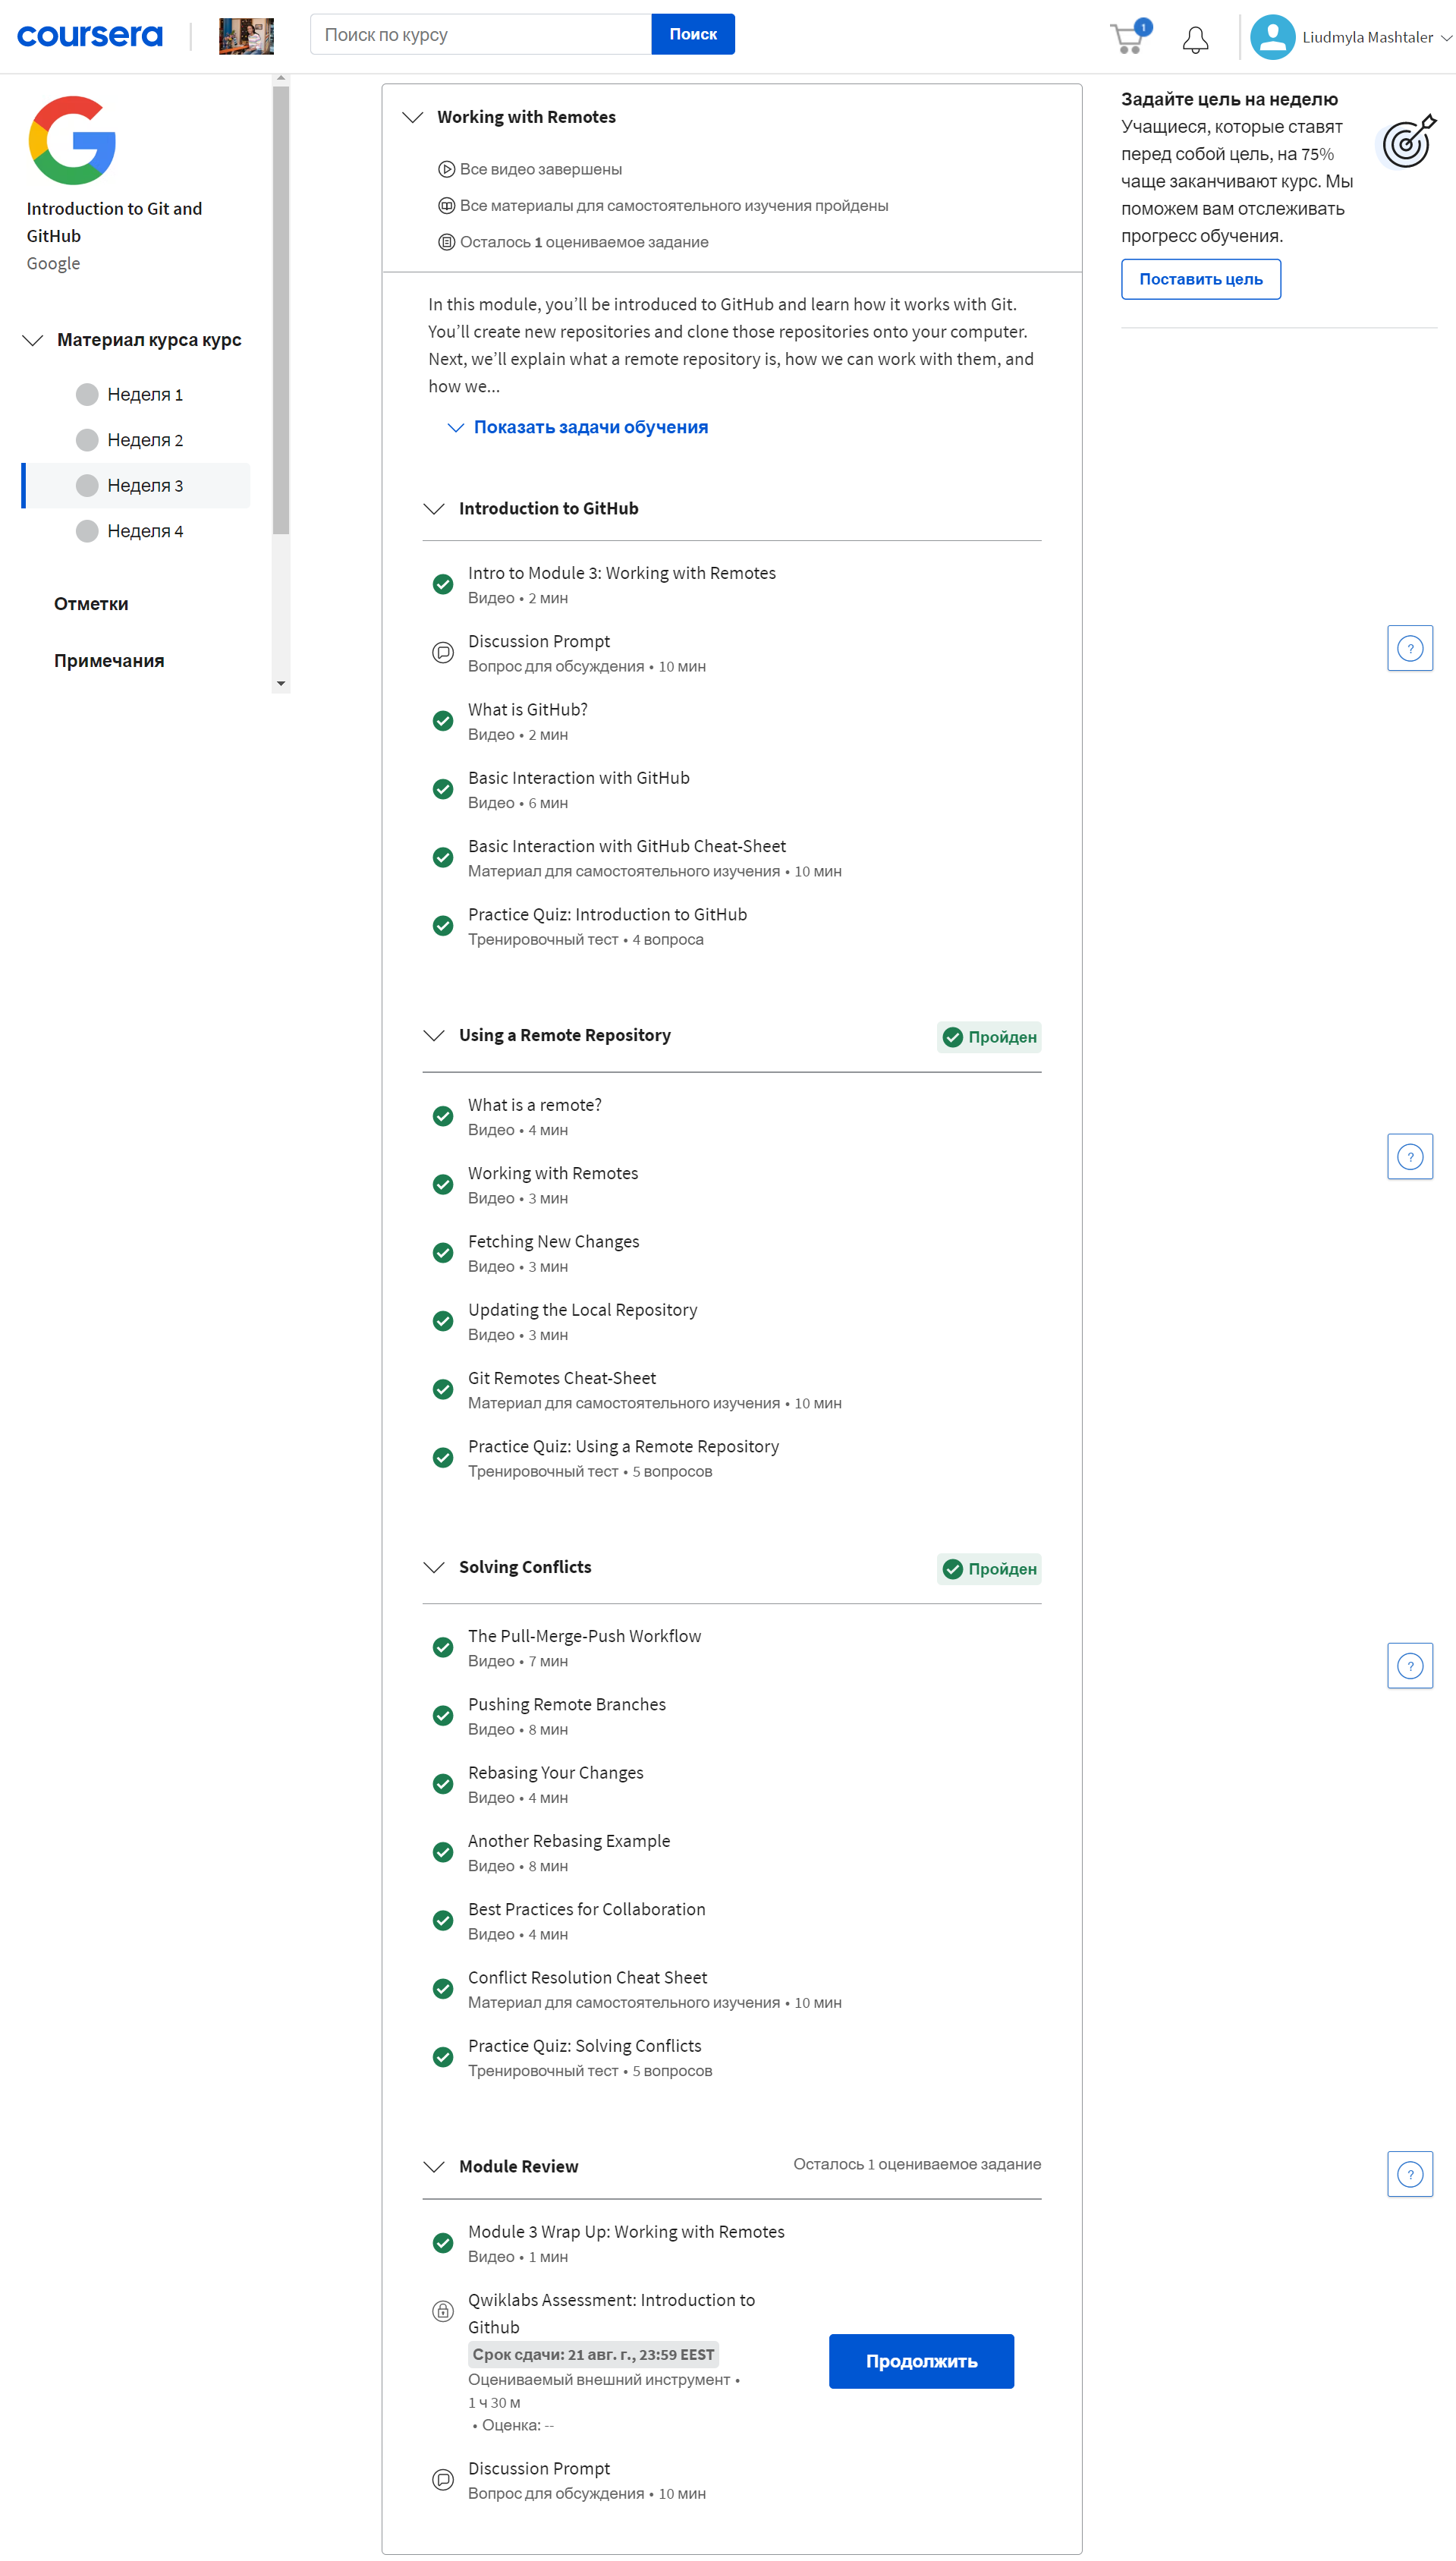 coursera
Поиск по курсу
Поиск
1
Liudmyla Mashtaler
Introduction to Git and
GitHub
Google
Материал курса курс
Неделя 1
Неделя 2
Неделя 3
Неделя 4
Отметки
Примечания
Working with Remotes
Все видео завершены
Все материалы для самостоятельного изучения пройдены
Осталось 1 оцениваемое задание
In this module, you’ll be introduced to GitHub and learn how it works with Git.
You’ll create new repositories and clone those repositories onto your computer.
Next, we’ll explain what a remote repository is, how we can work with them, and
how we...
Показать задачи обучения
Introduction to GitHub
Intro to Module 3: Working with Remotes
Видео • 2 мин
Discussion Prompt
Вопрос для обсуждения • 10 мин
What is GitHub?
Видео • 2 мин
Basic Interaction with GitHub
Видео • 6 мин
Basic Interaction with GitHub Cheat-Sheet
Материал для самостоятельного изучения • 10 мин
Practice Quiz: Introduction to GitHub
Тренировочный тест • 4 вопроса
Using a Remote Repository
Пройден
What is a remote?
Видео • 4 мин
Working with Remotes
Видео • 3 мин
Fetching New Changes
Видео • 3 мин
Updating the Local Repository
Видео • 3 мин
Git Remotes Cheat-Sheet
Материал для самостоятельного изучения • 10 мин
Practice Quiz: Using a Remote Repository
Тренировочный тест • 5 вопросов
Solving Conflicts
Пройден
The Pull-Merge-Push Workflow
Видео • 7 мин
Pushing Remote Branches
Видео • 8 мин
Rebasing Your Changes
Видео • 4 мин
Another Rebasing Example
Видео • 8 мин
Best Practices for Collaboration
Видео • 4 мин
Conflict Resolution Cheat Sheet
Материал для самостоятельного изучения • 10 мин
Practice Quiz: Solving Conflicts
Тренировочный тест • 5 вопросов
Module Review
Осталось 1 оцениваемое задание
Module 3 Wrap Up: Working with Remotes
Видео • 1 мин
Qwiklabs Assessment: Introduction to
Github
Срок сдачи: 21 авг. г., 23:59 EEST
Оцениваемый внешний инструмент •
1 ч 30 м
• Оценка: --
Продолжить
Discussion Prompt
Вопрос для обсуждения • 10 мин
Задайте цель на неделю
Учащиеся, которые ставят
перед собой цель, на 75%
чаще заканчивают курс. Мы
поможем вам отслеживать
прогресс обучения.
Поставить цель
?
?
?
?